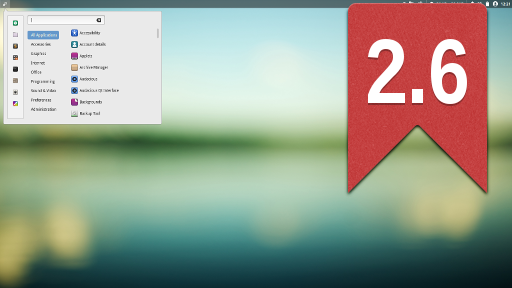 All Applications
Accessories
Graphics
Internet
Office
Programming
Sound & Video
Preferences
Administration
Accessibility
Account details
Applets
Archive Manager
Audacious
Audacious Qt Interface
Backgrounds
Backup Tool
2.6